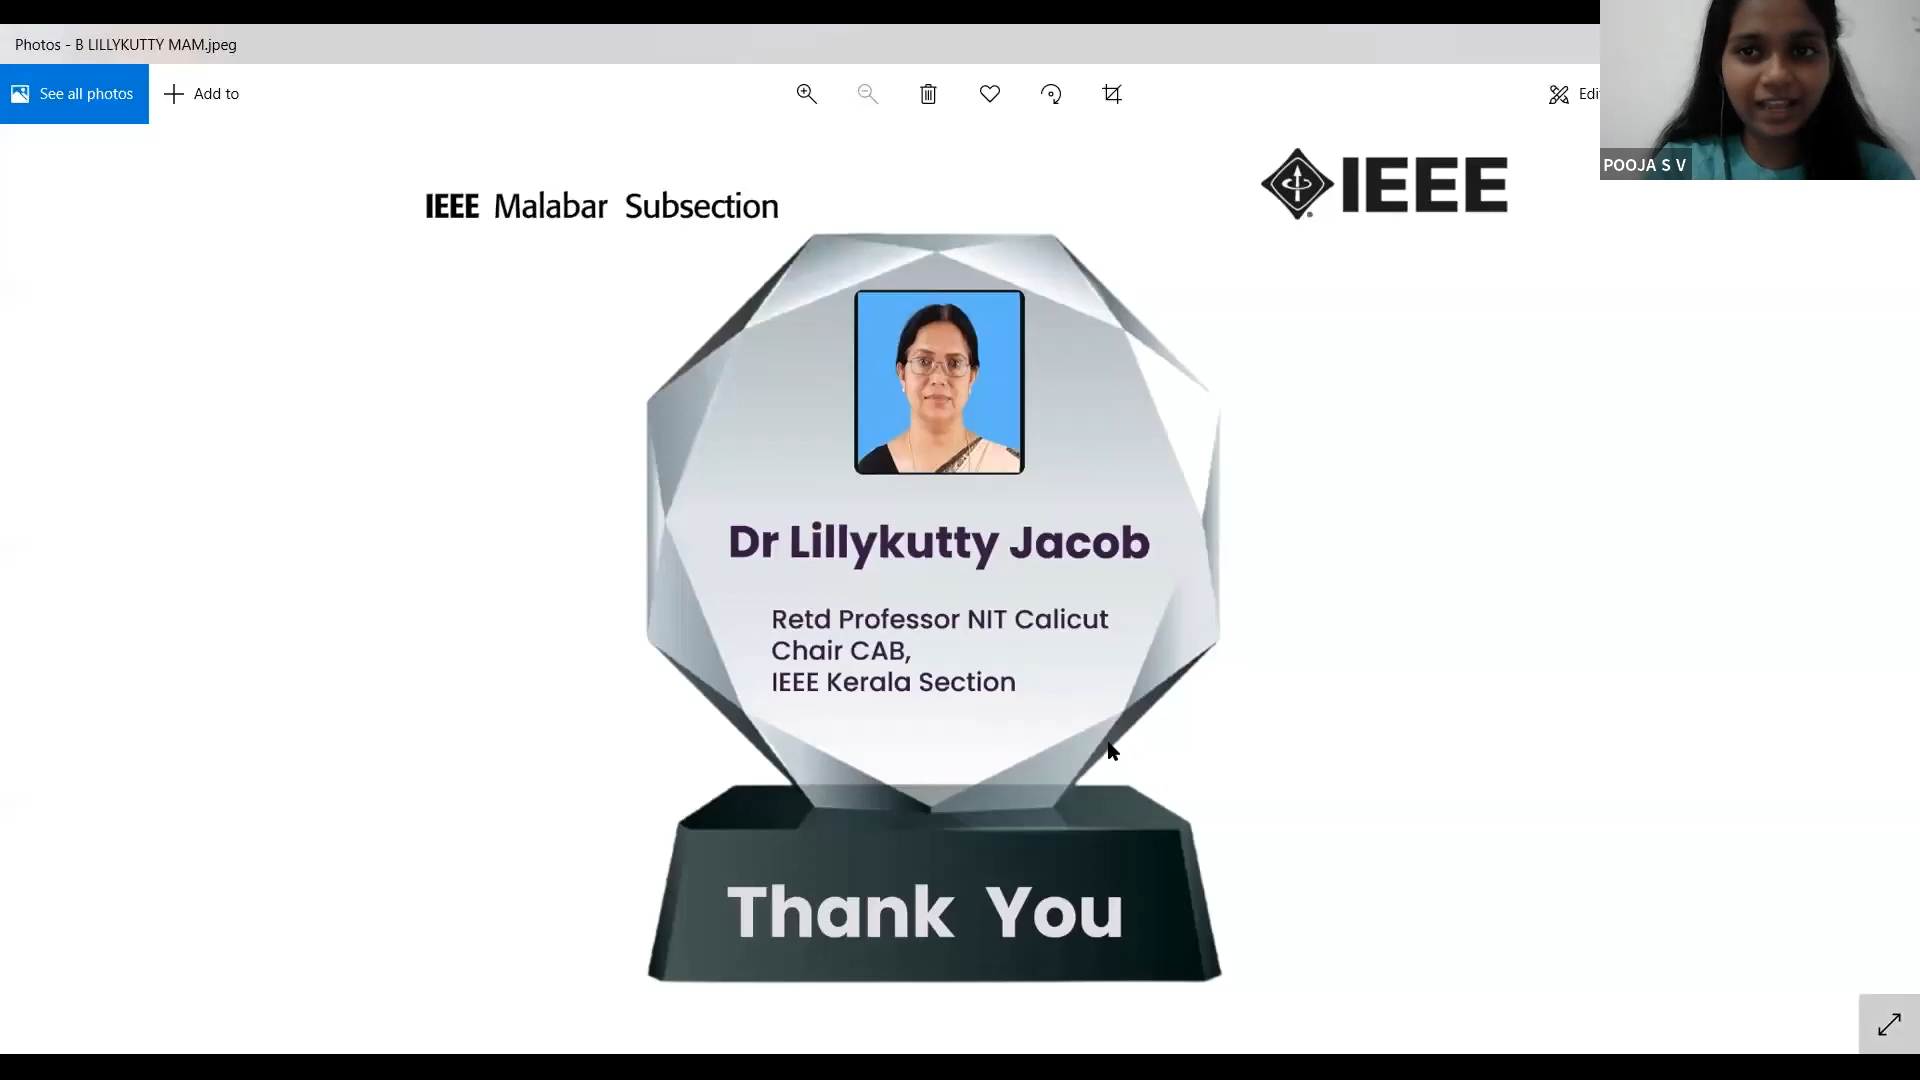 Photos - B LILLYKUTTY MAM.jpeg
See all photos
Add to
Edi
POOJA S V
IEEE Malabar Subsection
IEEE
Dr Lillykutty Jacob
Retd Professor NIT Calicut
Chair CAB,
IEEE Kerala Section
Thank You